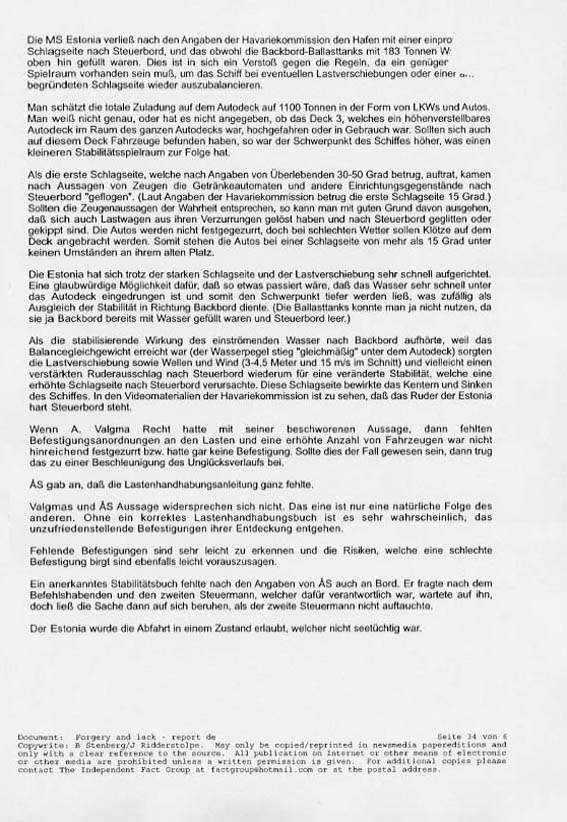 Die MS Estonia verließ nach den Angaben der Havariekommission den Hafen mit einer
Schlagseite nach Steuerbord, und das obwohl die Backbord-Ballasttanks mit 183 Tonnen
oben hin gefüllt waren. Dies ist in sich ein Verstoß gegen die Regeln, da ein genüger
Spielraum vorhanden sein muß, um das Schiff bei eventuellen Lastverschiebungen oder einer
begründeten Schlagseite wieder auszubalancieren.
Man schätzt die totale Zuladung auf dem Autodeck auf 1100 Tonnen in der Form von LKWs und Autos.
Man weiß nicht genau, oder hat es nicht angegeben, ob das Deck 3, welches ein höhenverstellbares
Autodeck im Raum des ganzen Autodecks war, hochgefahren oder in Gebrauch war. Sollten sich auch
auf diesem Deck Fahrzeuge befunden haben, so war der Schwerpunkt des Schiffes höher, was einen
kleineren Stabilitätsspielraum zur Folge hat.
Als die erste Schlagseite, welche nach Angaben von Überlebenden 30-50 Grad betrug, auftrat, kamen
nach Aussagen von Zeugen die Getränkeautomaten und andere Einrichtungsgegenstände nach
Steuerbord "geflogen". (Laut Angaben der Havariekommission betrug die erste Schlagseite 15 Grad.)
Sollten die Zeugenaussagen der Wahrheit entsprechen, so kann man mit guten Grund davon ausgehen,
daß sich auch Lastwagen aus ihren Verzurrungen gelöst haben und nach Steuerbord geglitten oder
gekippt sind. Die Autos werden nicht festgegezurrt, doch bei schlechten Wetter sollen Klötze auf dem
Deck angebracht werden. Somit stehen die Autos bei einer Schlagseite von mehr als 15 Grad unter
keinen Umständen an ihrem alten Platz.
Die Estonia hat sich trotz der starken Schlagseite und der Lastverschiebung sehr schnell aufgerichtet.
Eine glaubwürdige Möglichkeit dafür, daß so etwas passiert wäre, daß das Wasser sehr schnell unter
das Autodeck eingedrungen ist und somit den Schwerpunkt tiefer werden ließ, was zufällig als
Ausgleich der Stabilität in Richtung Backbord diente. (Die Ballasttanks konnte man ja nicht nutzen, da
sie ja Backbord bereits mit Wasser gefüllt waren und Steuerbord leer.)
Als die stabilisierende Wirkung des einströmenden Wasser nach Backbord aufhörte, weil das
Balancegleichgewicht erreicht war (der Wasserpegel stieg "gleichmäßig" unter dem Autodeck) sorgten
die Lastverschiebung sowie Wellen und Wind (3-4,5 Meter und 15 m/s im Schnitt) und vielleicht einen
verstärkten Ruderausschlag nach Steuerbord wiederum für eine veränderte Stabilität, welche eine
erhöhte Schlagseite nach Steuerbord verursachte. Diese Schlagseite bewirkte das Kentern und Sinken
des Schiffes. In den Videomaterialien der Havariekommission ist zu sehen, daß das Ruder der Estonia
hart Steuerbord steht.
Wenn A. Valgma Recht hatte mit seiner beschworenen Aussage, dann fehlten
Befestigungsanordnungen an den Lasten und eine erhöhte Anzahl von Fahrzeugen war nicht
hinreichend festgezurrt bzw. hatte gar keine Befestigung. Sollte dies der Fall gewesen sein, dann trug
das zu einer Beschleunigung des Unglücksverlaufs bei.
ÅS gab an, daß die Lastenhandhabungsanleitung ganz fehlte.
Valgmas und ÅS Aussage widersprechen sich nicht. Das eine ist nur eine natürliche Folge des
anderen. Ohne ein korrektes Lastenhandhabungsbuch ist es sehr wahrscheinlich, das
unzufriedenstellende Befestigungen ihrer Entdeckung entgehen.
Fehlende Befestigungen sind sehr leicht zu erkennen und die Risiken, welche eine schlechte
Befestigung birgt sind ebenfalls leicht vorauszusagen.
Ein anerkanntes Stabilitätsbuch fehlte nach den Angaben von ÅS auch an Bord. Er fragte nach dem
Befehlshabenden und den zweiten Steuermann, welcher dafür verantwortlich war, wartete auf ihn,
doch ließ die Sache dann auf sich beruhen, als der zweite Steuermann nicht auftauchte.
Der Estonia wurde die Abfahrt in einem Zustand erlaubt, welcher nicht seetüchtig war.
Document: Forgery and lack - report de Seite 34 von 6
Copywrite: B Stenberg/J Ridderstolpe. May only be copied/reprinted in newsmedia papereditions and
only with a clear reference to the source. All publication on Internet or other means of electronic
or other media are prohibited unless a written permission is given. For additional copies please
contact The Independent Fact Group at factgroup@hotmail.com or at the postal address.